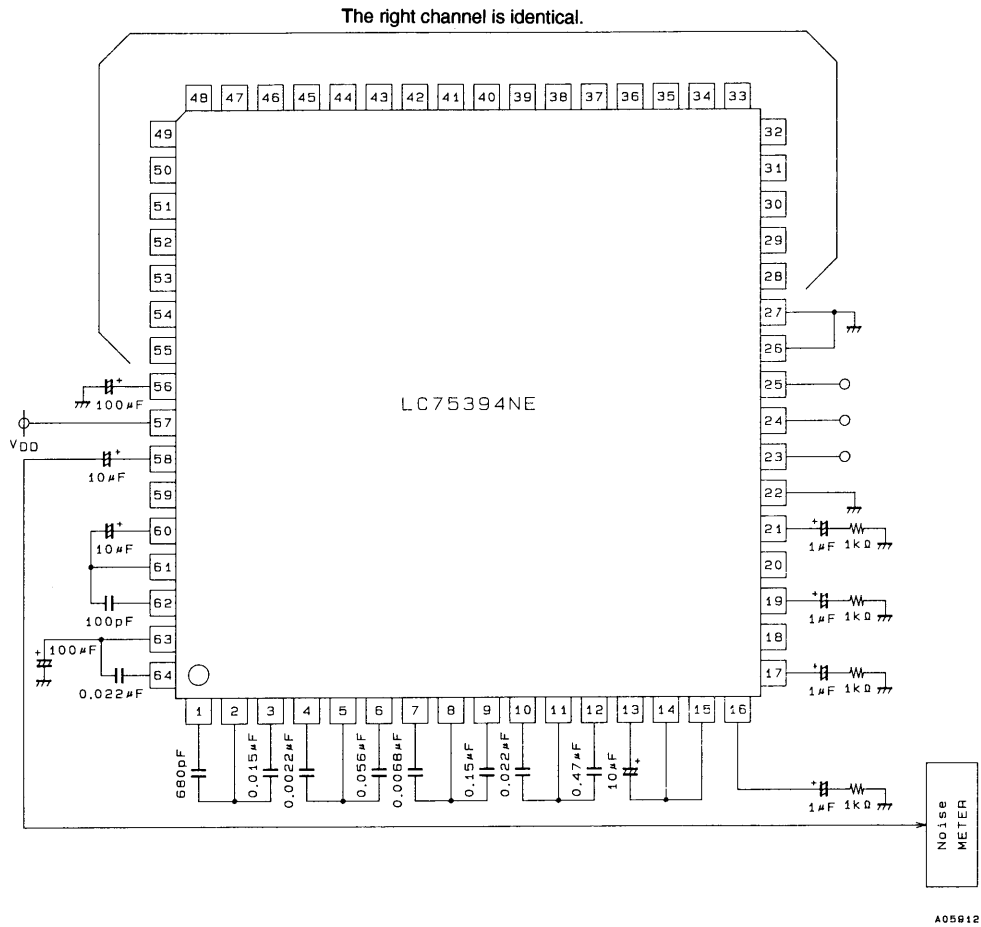 The right channel is identical.
48 47 46 45 44 43 42 41 40 39 38 37 36 35 34 33
49
50
51
52
53
54
55
56
57
58
59
60
61
62
63
64
32
31
30
29
28
27
26
25
24
23
22
21
20
19
18
17
LC75394NE
100µF
VDD
10µF
10µF
100pF
100µF
0.022µF
1µF 1kΩ
1µF 1kΩ
1µF 1kΩ
1 2 3 4 5 6 7 8 9 10 11 12 13 14 15 16
680pF
0.015µF
0.0022µF
0.056µF
0.0068µF
0.15µF
0.022µF
0.47µF
10µF
1µF 1kΩ
Noise
METER
A05912